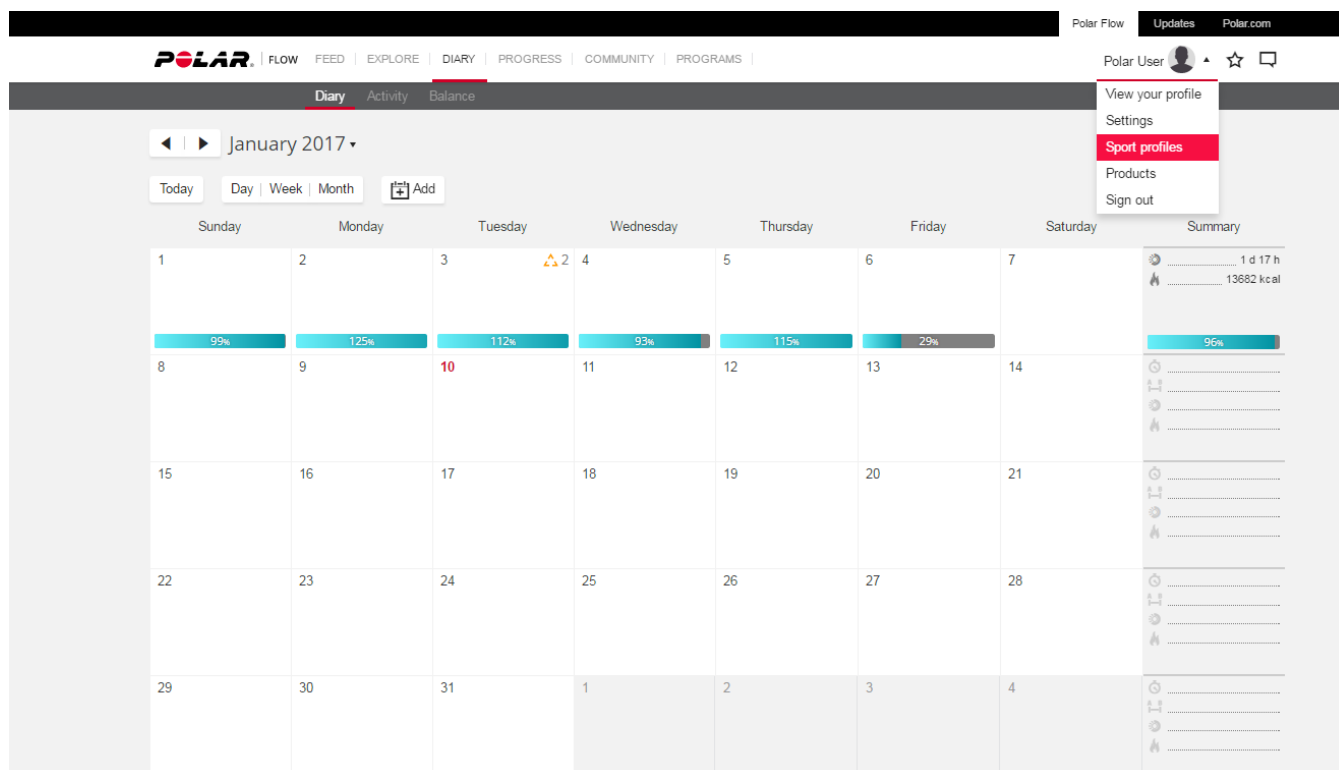 Polar Flow Updates Polar.com
POLAR. FLOW FEED EXPLORE DIARY PROGRESS COMMUNITY PROGRAMS Polar User
Diary Activity Balance
View your profile
Settings
Sport profiles
Products
Sign out
January 2017
Today Day Week Month Add
Sunday Monday Tuesday Wednesday Thursday Friday Saturday Summary
1 2 3 2 4 5 6 7 1 d 17 h
13682 kcal
99% 125% 112% 93% 115% 29% 96%
8 9 10 11 12 13 14
15 16 17 18 19 20 21
22 23 24 25 26 27 28
29 30 31 1 2 3 4